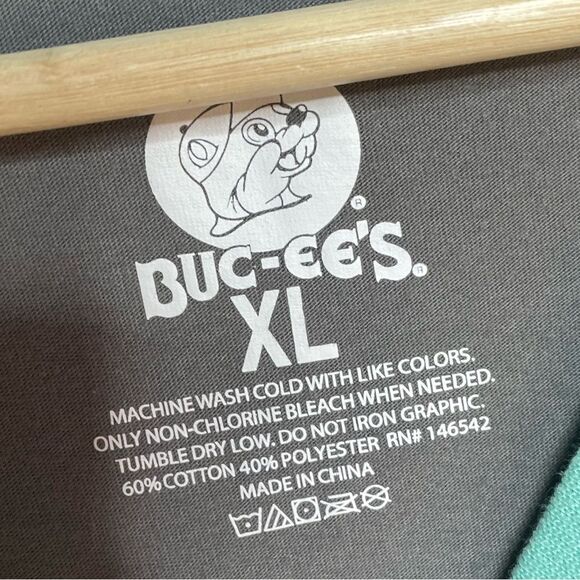 BUC-EE'S®
XL
MACHINE WASH COLD WITH LIKE COLORS.
ONLY NON-CHLORINE BLEACH WHEN NEEDED.
TUMBLE DRY LOW. DO NOT IRON GRAPHIC.
60% COTTON 40% POLYESTER RN# 146542
MADE IN CHINA